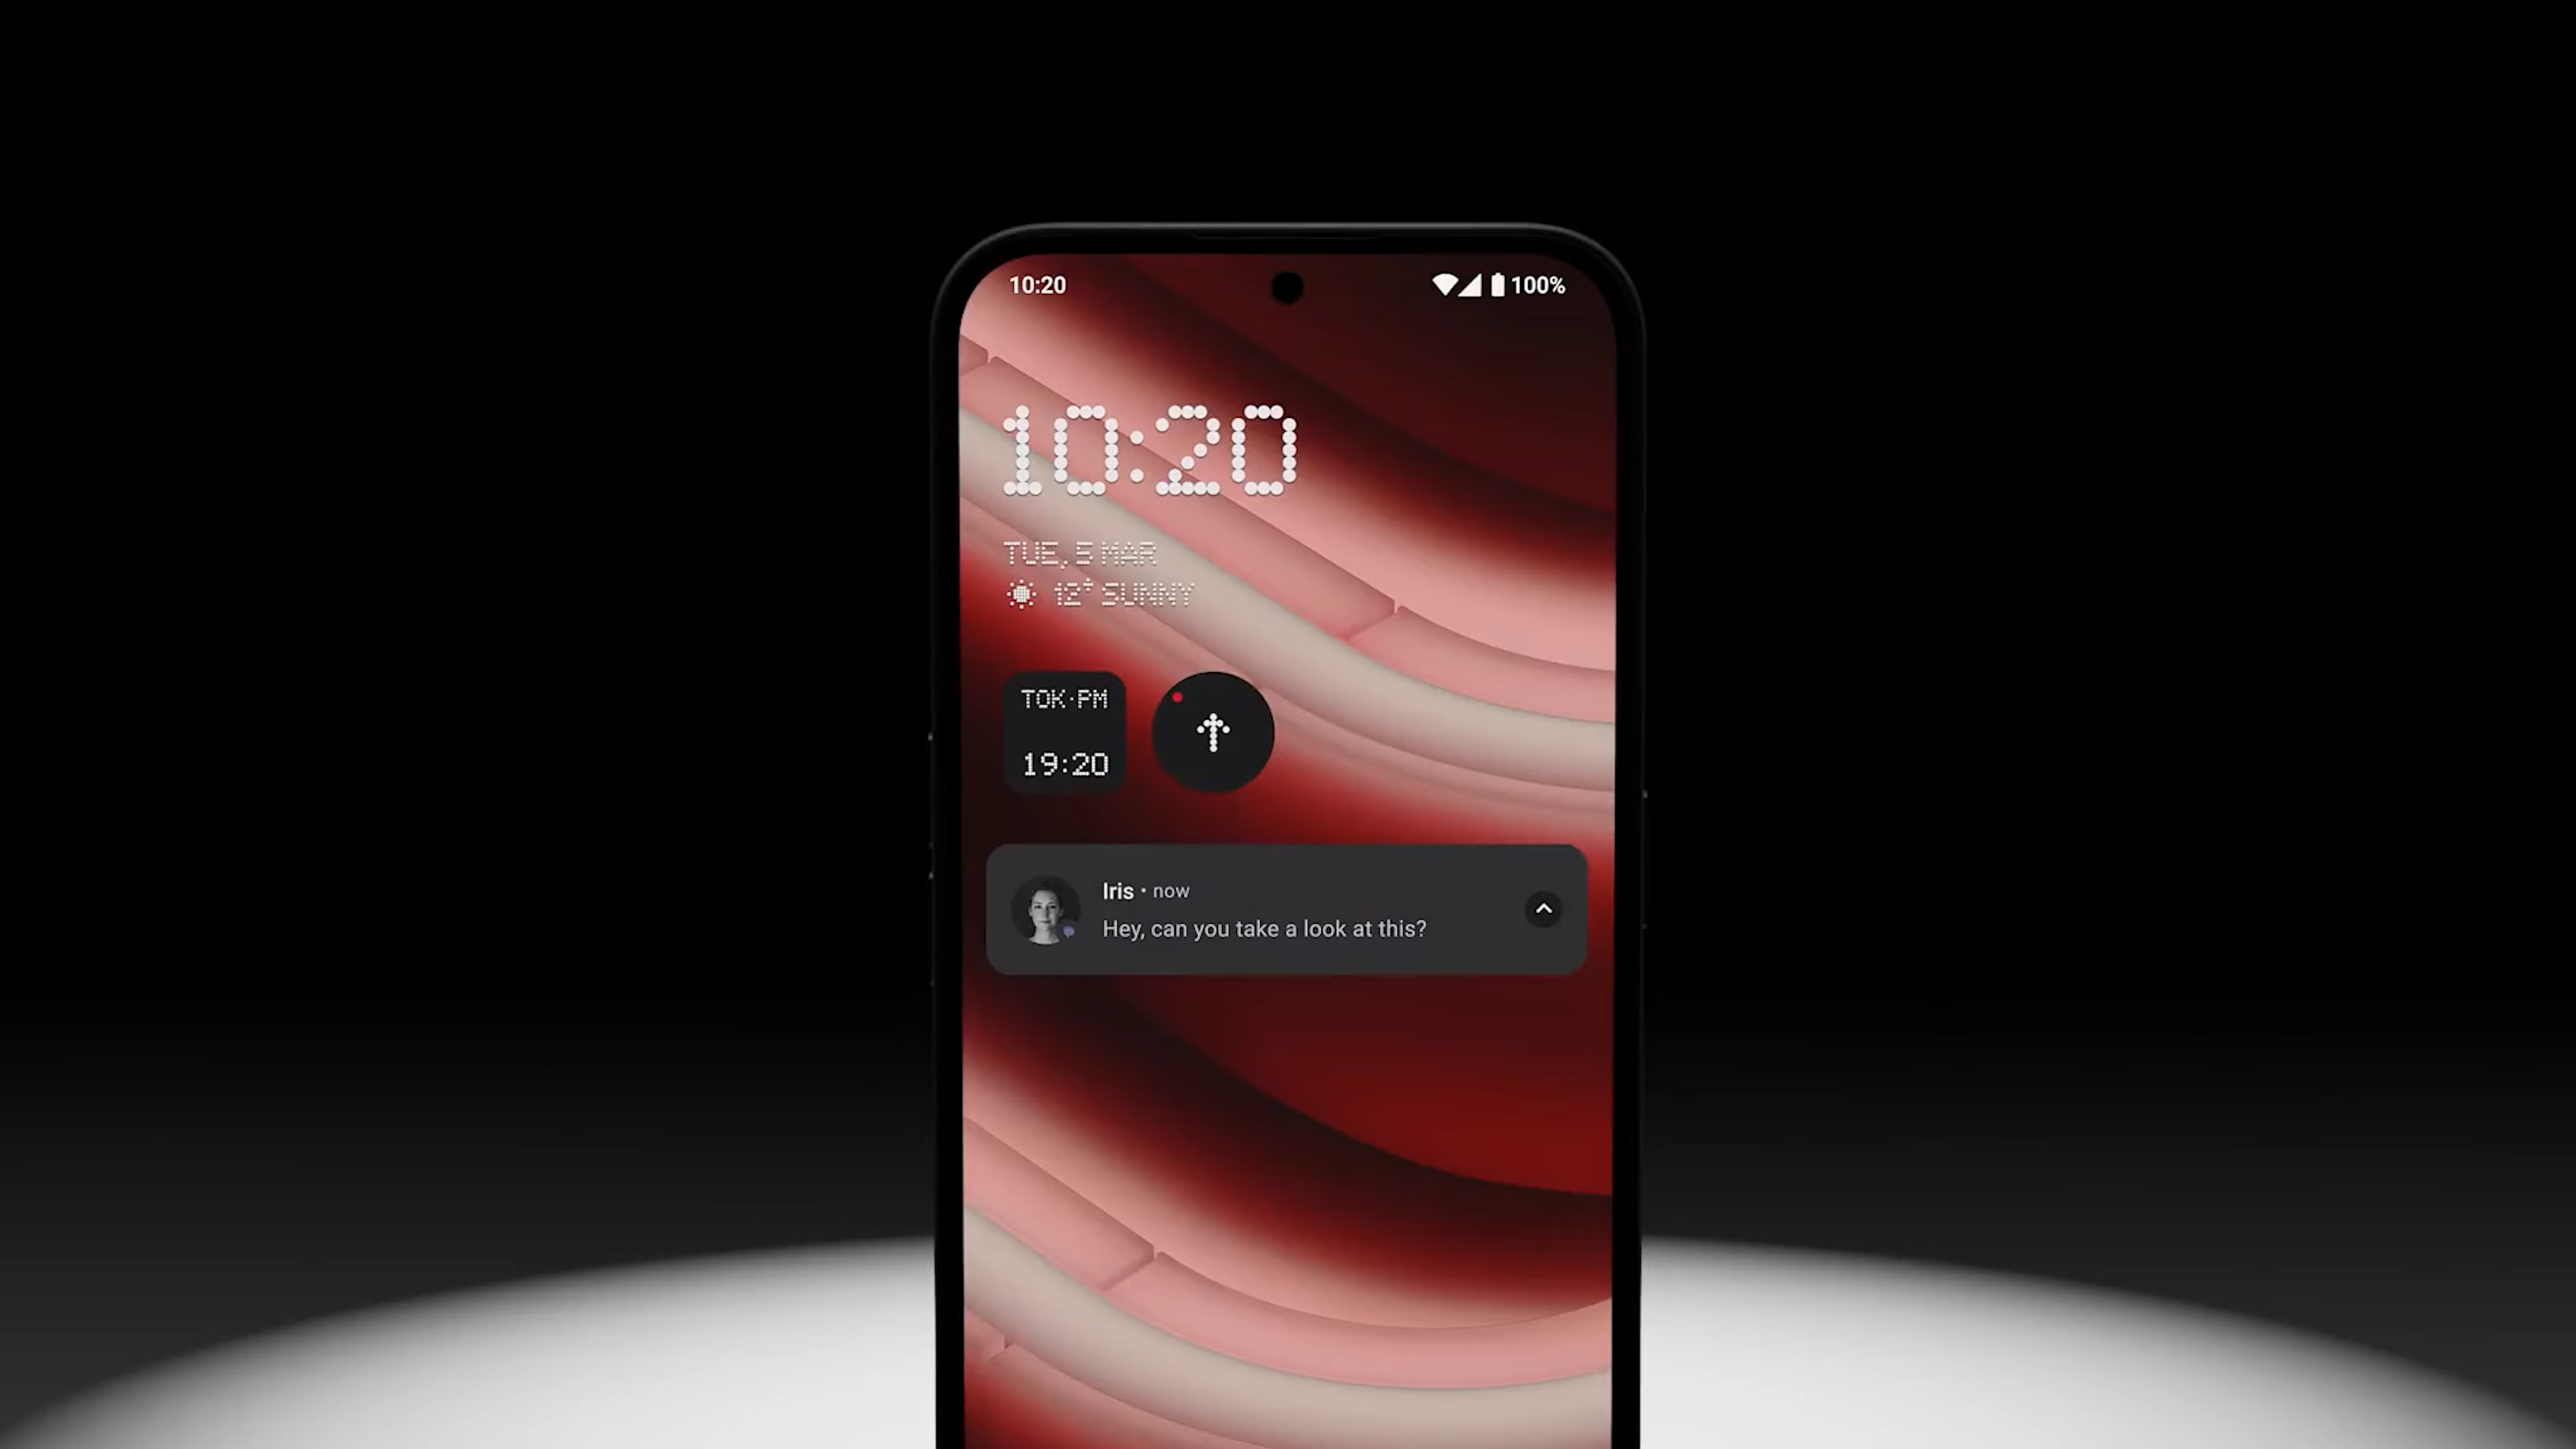 10:20
100%
10:20
TUE, 5 MAR
12° SUNNY
TOK·PM
19:20
Iris • now
Hey, can you take a look at this?